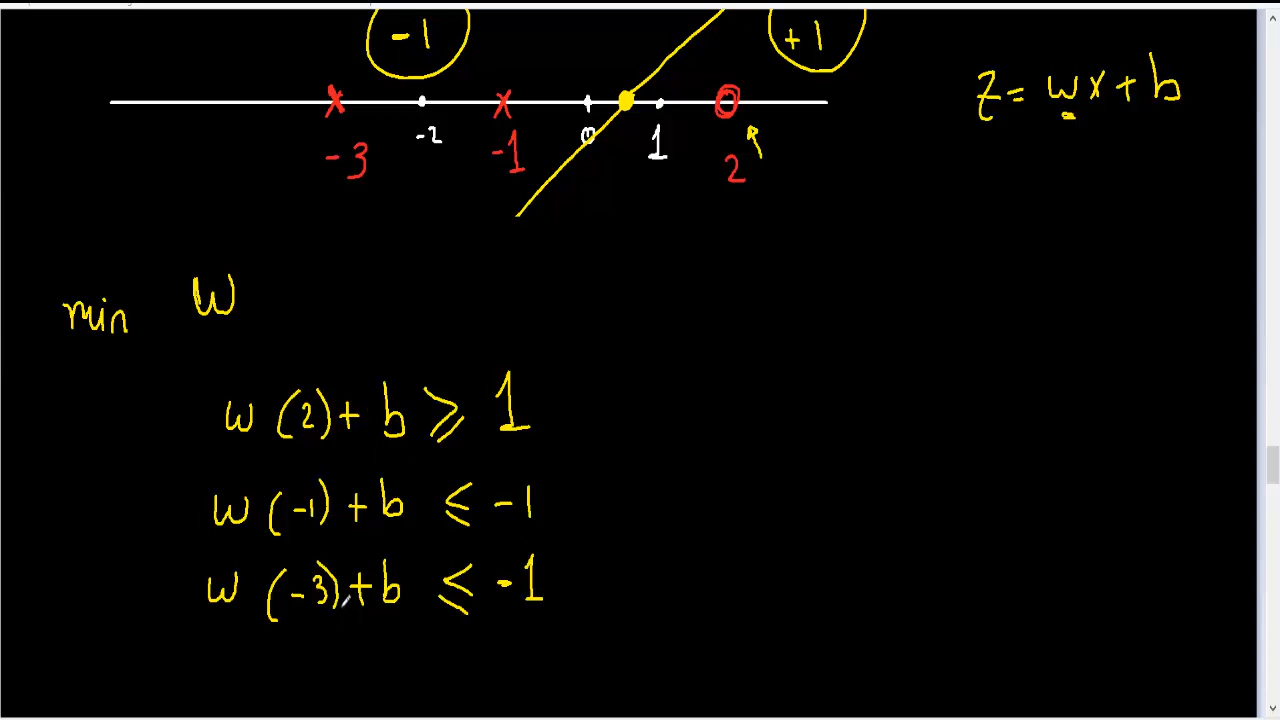 -1 +1
z = wx + b
-3 -2 -1 0 1 2
min W
w (2) + b ≥ 1
w (-1) + b ≤ -1
w (-3) + b ≤ -1